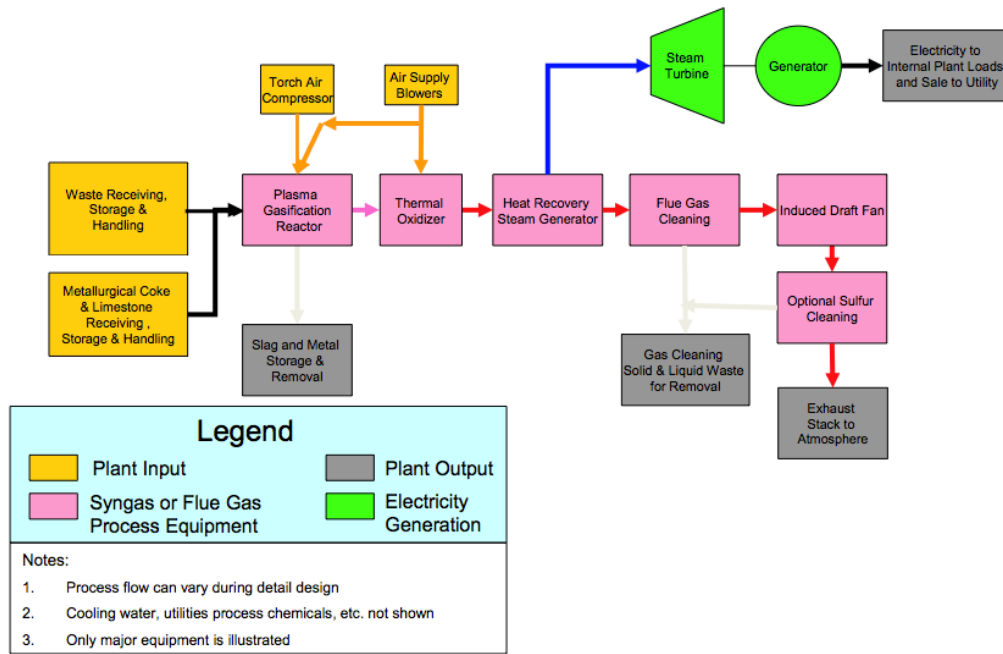 Steam
Turbine
Generator
Electricity to
Internal Plant Loads
and Sale to Utility
Torch Air
Compressor
Air Supply
Blowers
Waste Receiving,
Storage &
Handling
Plasma
Gasification
Reactor
Thermal
Oxidizer
Heat Recovery
Steam Generator
Flue Gas
Cleaning
Induced Draft Fan
Metallurgical Coke
& Limestone
Receiving ,
Storage & Handling
Optional Sulfur
Cleaning
Slag and Metal
Storage &
Removal
Gas Cleaning
Solid & Liquid Waste
for Removal
Exhaust
Stack to
Atmosphere
Legend
Plant Input
Plant Output
Syngas or Flue Gas
Process Equipment
Electricity
Generation
Notes:
1. Process flow can vary during detail design
2. Cooling water, utilities process chemicals, etc. not shown
3. Only major equipment is illustrated